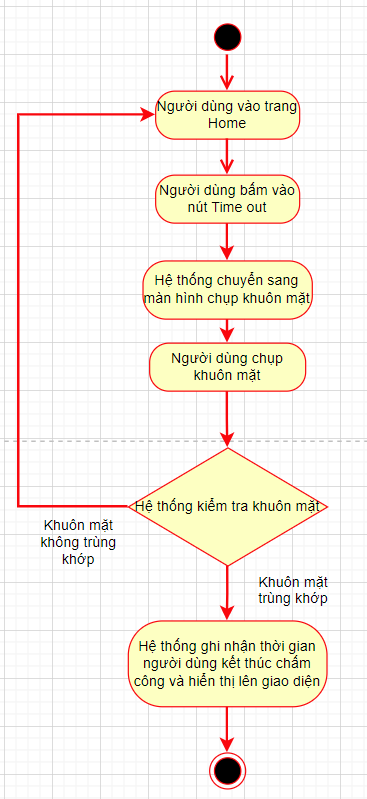 Người dùng vào trang
Home
Người dùng bấm vào
nút Time out
Hệ thống chuyển sang
màn hình chụp khuôn mặt
Người dùng chụp
khuôn mặt
Hệ thống kiểm tra khuôn mặt
Khuôn mặt
không trùng
khớp
Khuôn mặt
trùng khớp
Hệ thống ghi nhân thời gian
người dùng kết thúc chấm
công và hiển thị lên giao diện